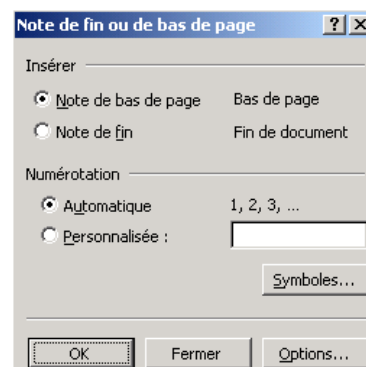 Note de fin ou de bas de page
Insérer
Note de bas de page Bas de page
Note de fin Fin de document
Numérotation
Automatique 1, 2, 3, ...
Personnalisée :
Symboles...
OK Fermer Options...